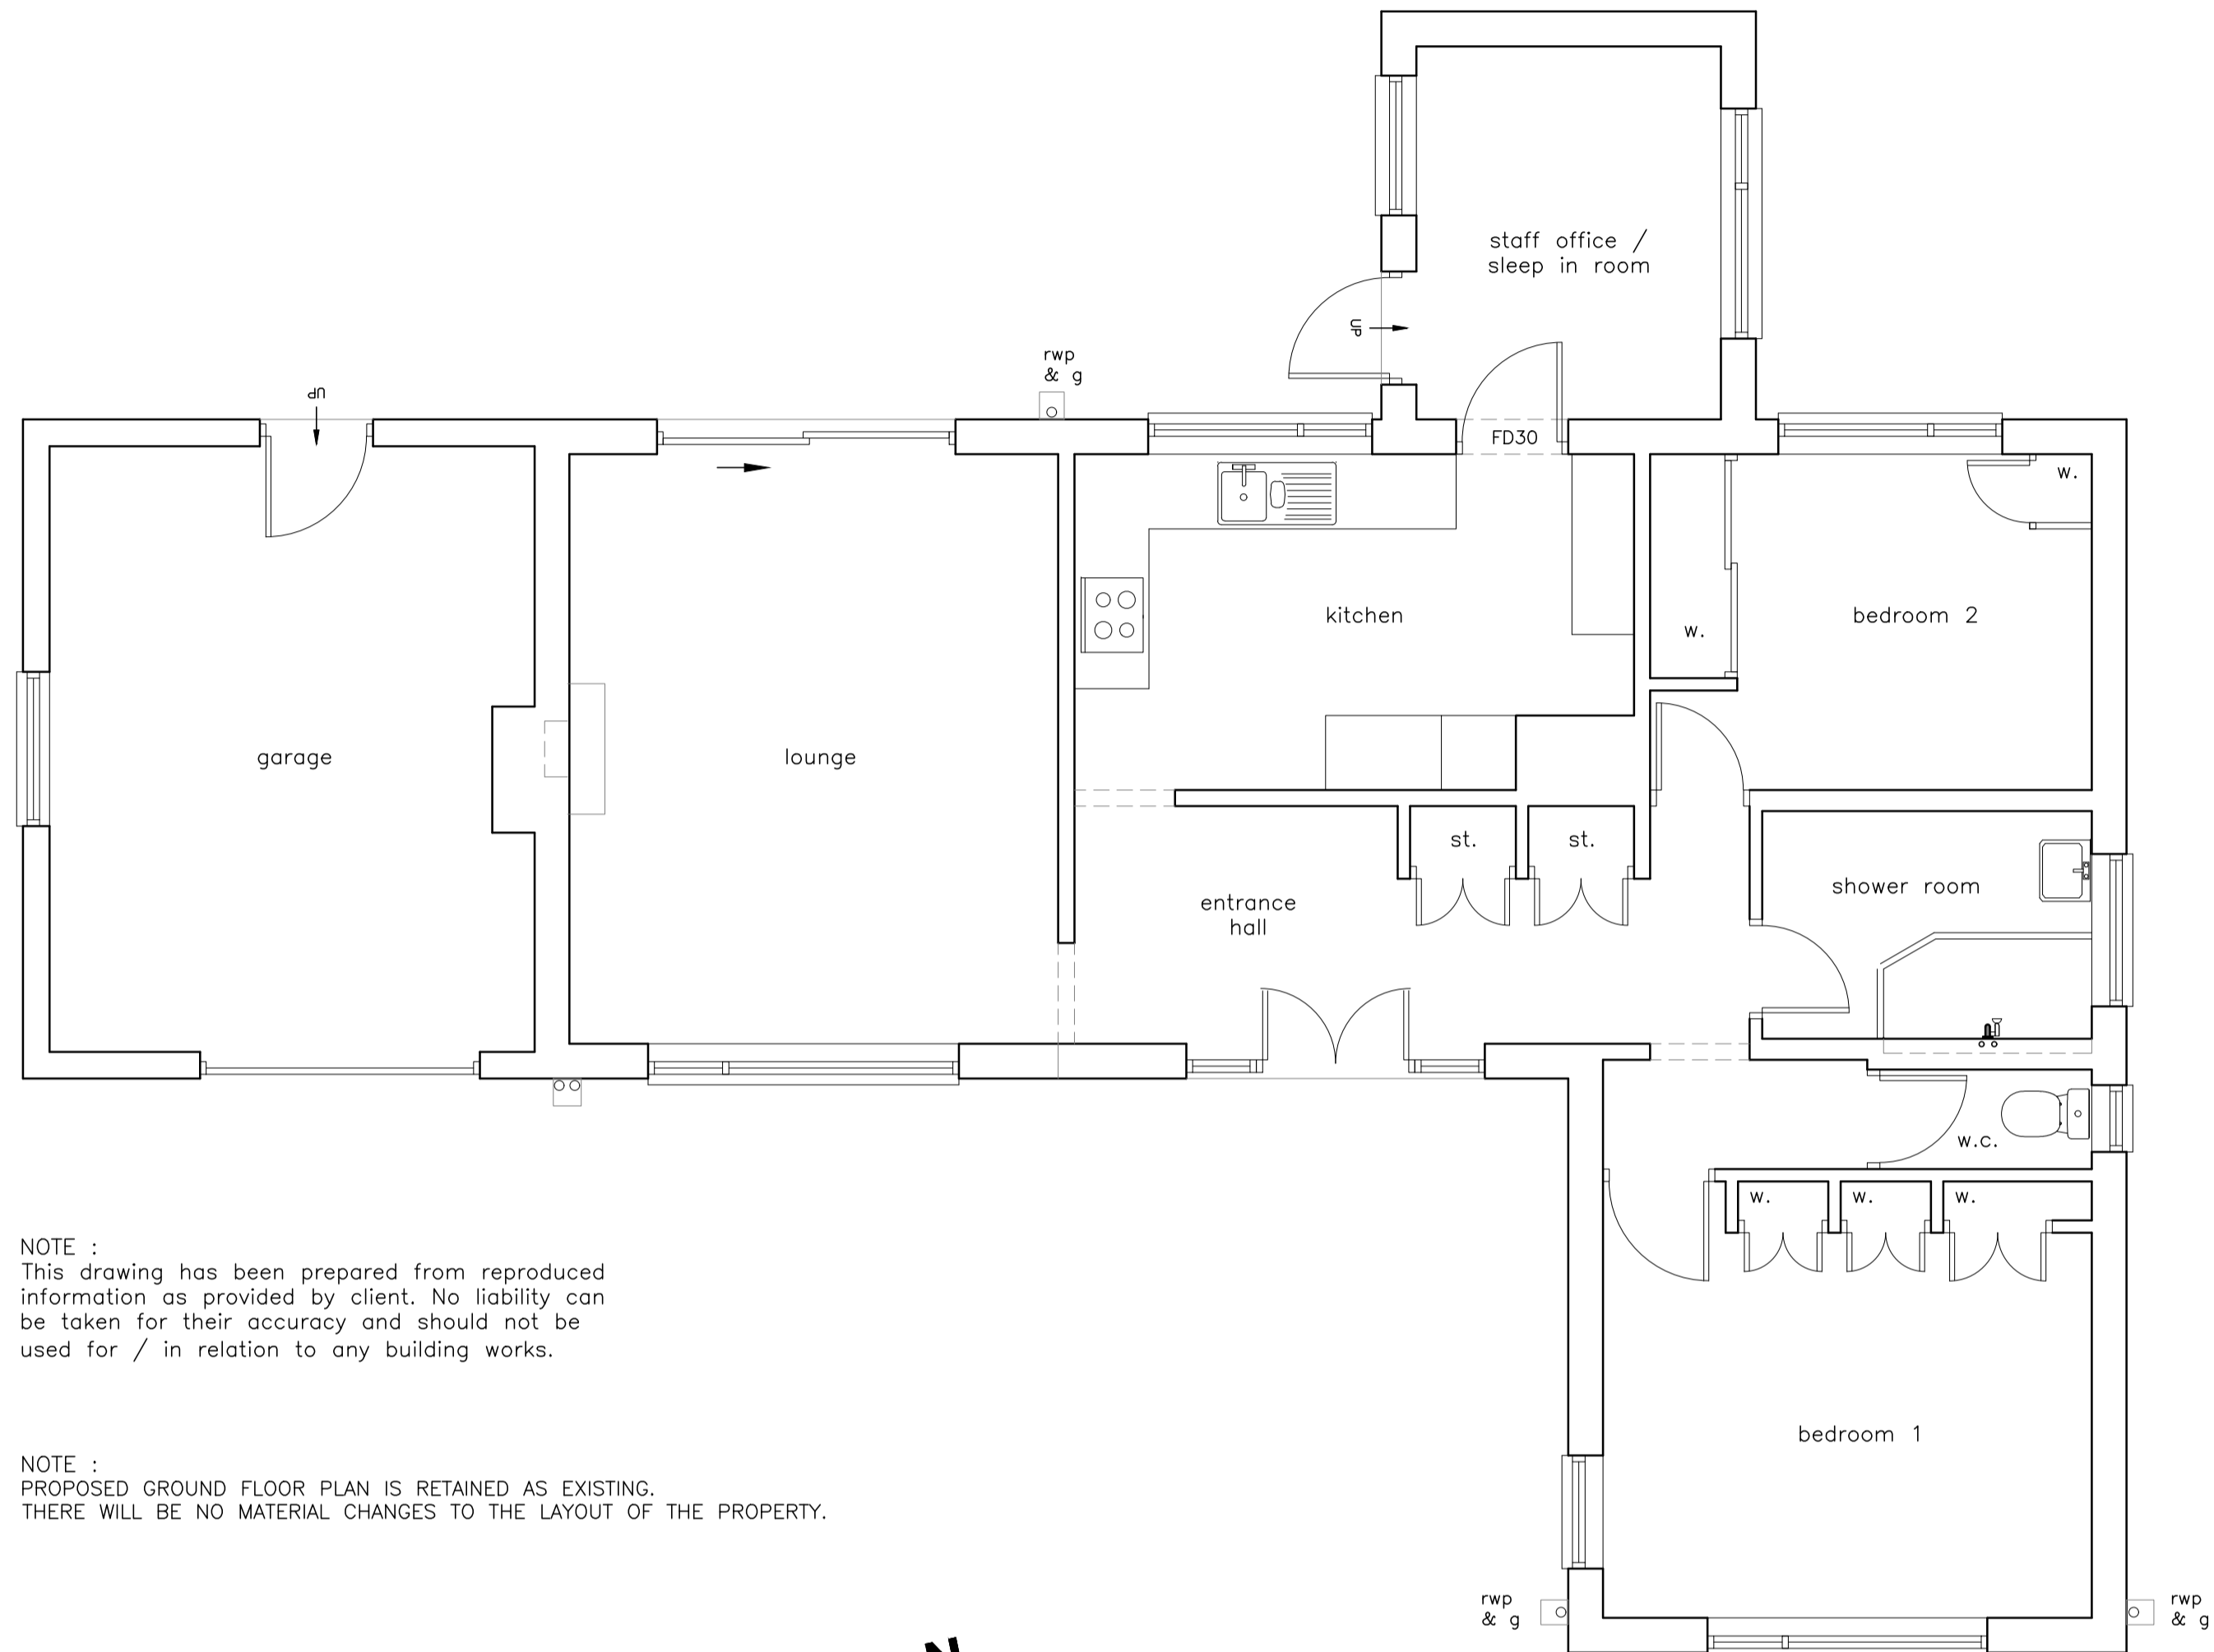 staff office /
sleep in room
UP
rwp
& g
UP
FD30
w.
kitchen
w.
bedroom 2
garage
lounge
st.
st.
shower room
entrance
hall
w.c.
w.
w.
w.
NOTE :
This drawing has been prepared from reproduced
information as provided by client. No liability can
be taken for their accuracy and should not be
used for / in relation to any building works.
bedroom 1
NOTE :
PROPOSED GROUND FLOOR PLAN IS RETAINED AS EXISTING.
THERE WILL BE NO MATERIAL CHANGES TO THE LAYOUT OF THE PROPERTY.
rwp
& g
rwp
& g
N